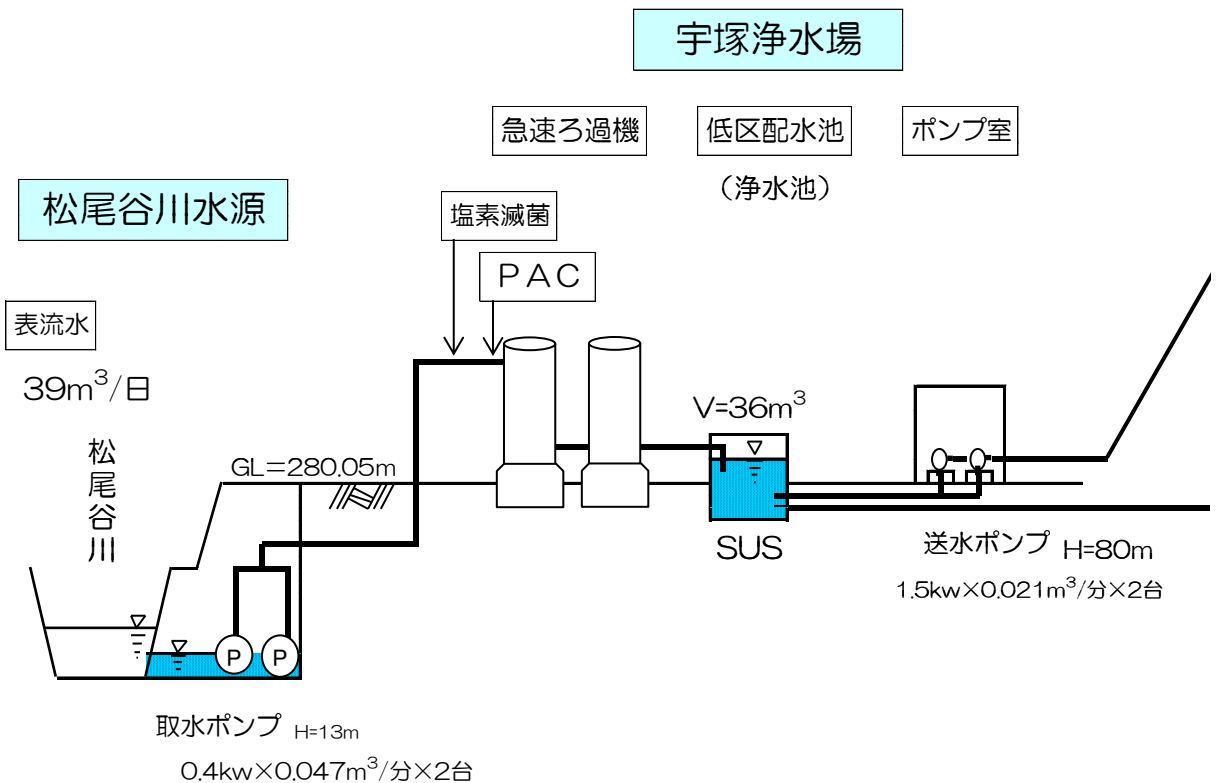 宇塚浄水場
急速ろ過機
低区配水池
ポンプ室
（浄水池）
松尾谷川水源
塩素滅菌
ＰＡＣ
表流水
39m³/日
V=36m³
松尾谷川
GL=280.05m
SUS
送水ポンプ H=80m
1.5kw×0.021m³/分×2台
P
P
取水ポンプ H=13m
0.4kw×0.047m³/分×2台